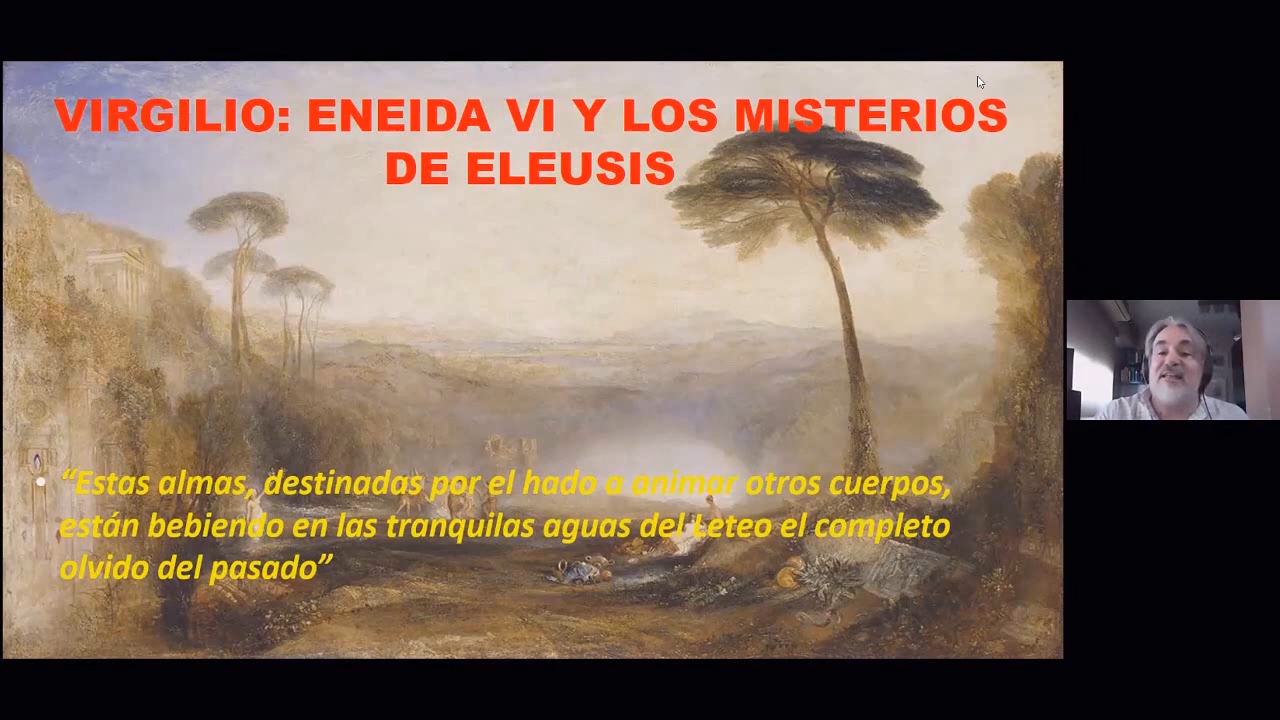 VIRGILIO: ENEIDA VI Y LOS MISTERIOS
DE ELEUSIS
“Estas almas, destinadas por el hado a animar otros cuerpos,
están bebiendo en las tranquilas aguas del Leteo el completo
olvido del pasado”